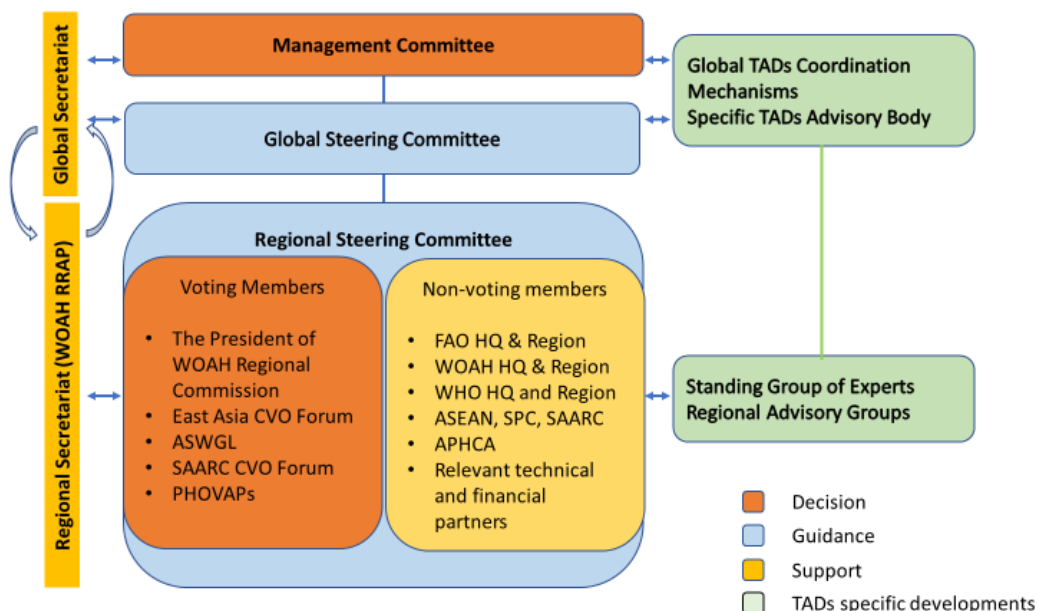 Global Secretariat
Regional Secretariat (WOAH RRAP)
Management Committee
Global Steering Committee
Global TADs Coordination
Mechanisms
Specific TADs Advisory Body
Regional Steering Committee
Voting Members
• The President of
WOAH Regional
Commission
• East Asia CVO Forum
• ASWGL
• SAARC CVO Forum
• PHOVAPs
Non-voting members
• FAO HQ & Region
• WOAH HQ & Region
• WHO HQ and Region
• ASEAN, SPC, SAARC
• APHCA
• Relevant technical
and financial
partners
Standing Group of Experts
Regional Advisory Groups
Decision
Guidance
Support
TADs specific developments